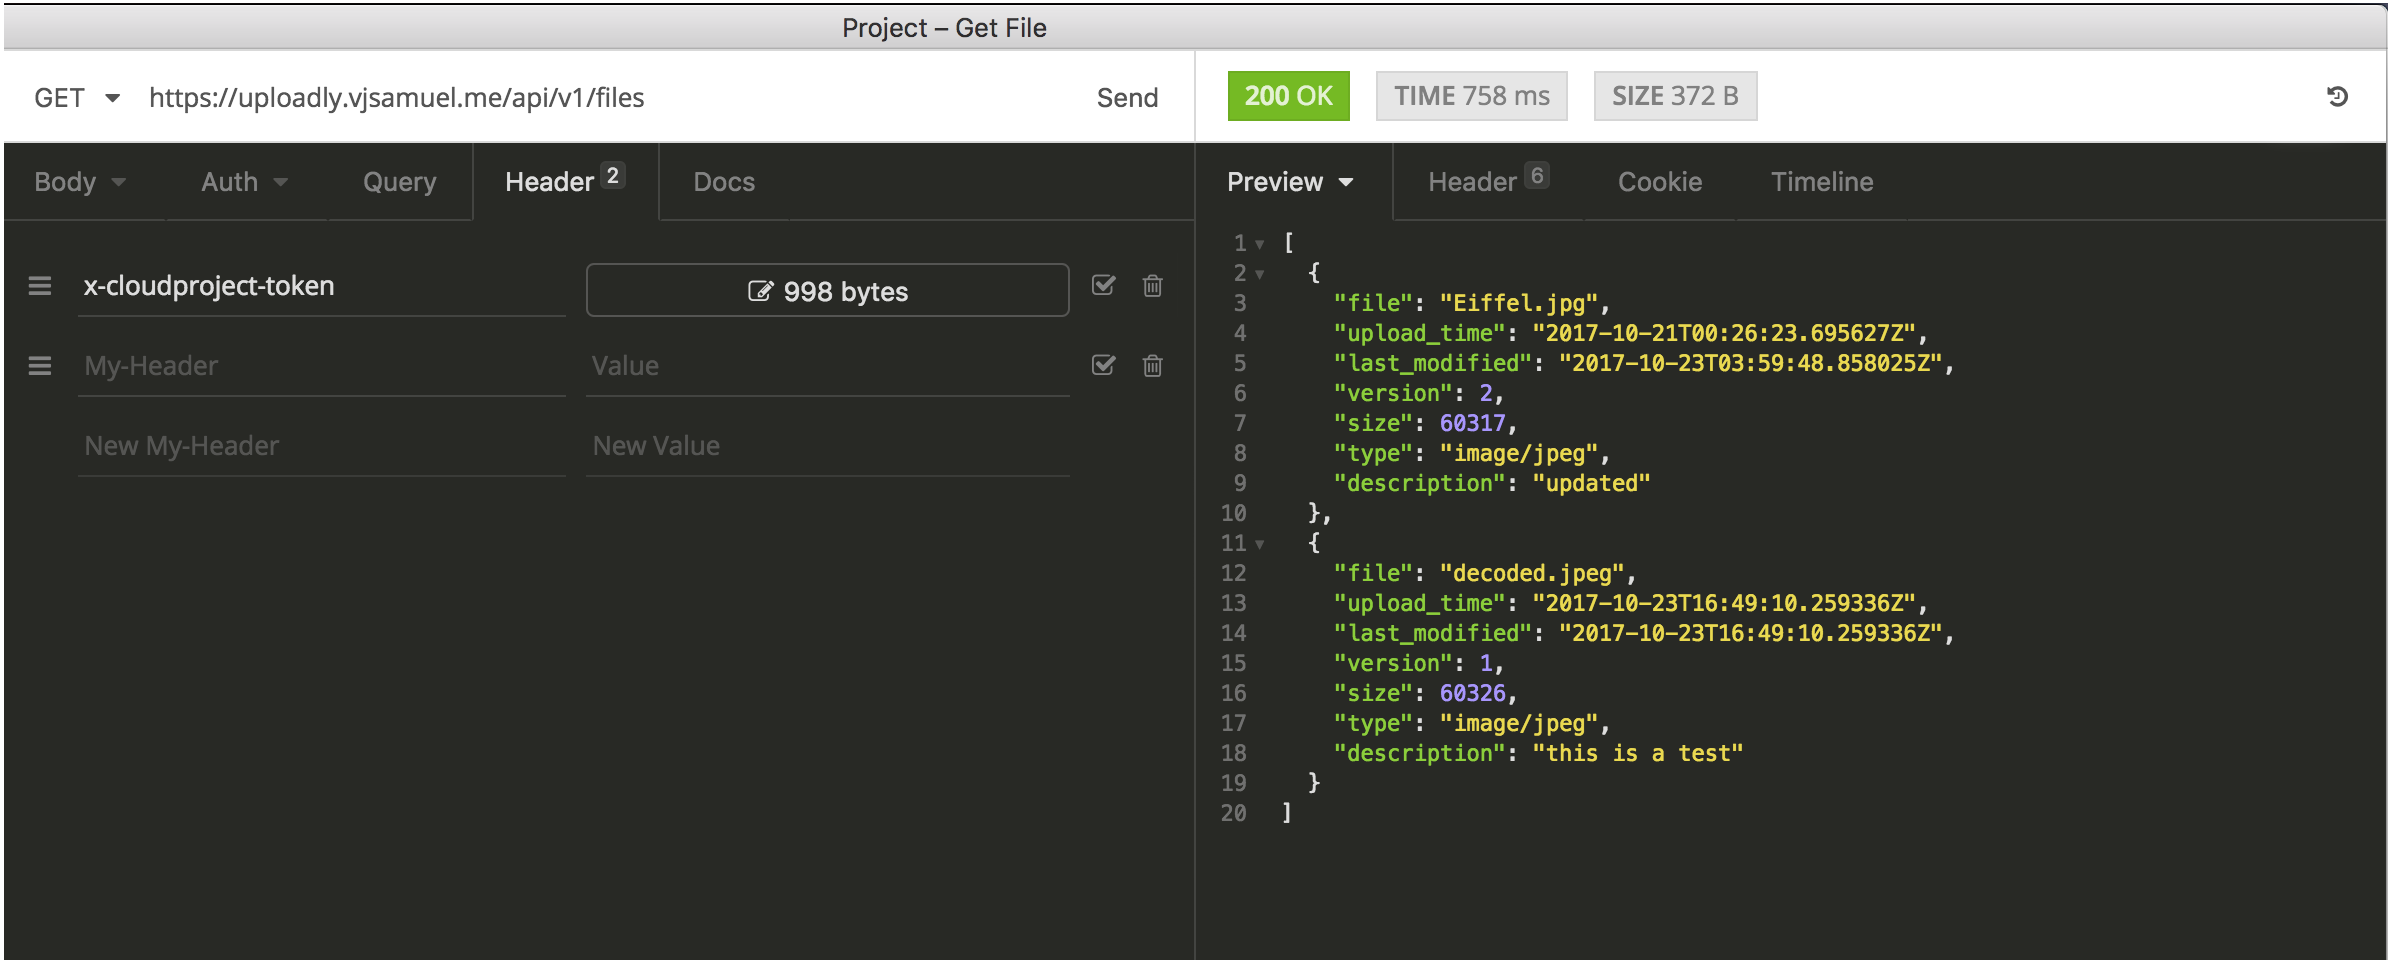 Project – Get File
GET https://uploadly.vjsamuel.me/api/v1/files Send
200 OK TIME 758 ms SIZE 372 B
Body Auth Query Header 2 Docs
x-cloudproject-token 998 bytes
My-Header Value
New My-Header New Value
Preview Header 6 Cookie Timeline
1 [
2 {
3 "file": "Eiffel.jpg",
4 "upload_time": "2017-10-21T00:26:23.695627Z",
5 "last_modified": "2017-10-23T03:59:48.858025Z",
6 "version": 2,
7 "size": 60317,
8 "type": "image/jpeg",
9 "description": "updated"
10 },
11 {
12 "file": "decoded.jpeg",
13 "upload_time": "2017-10-23T16:49:10.259336Z",
14 "last_modified": "2017-10-23T16:49:10.259336Z",
15 "version": 1,
16 "size": 60326,
17 "type": "image/jpeg",
18 "description": "this is a test"
19 }
20 ]